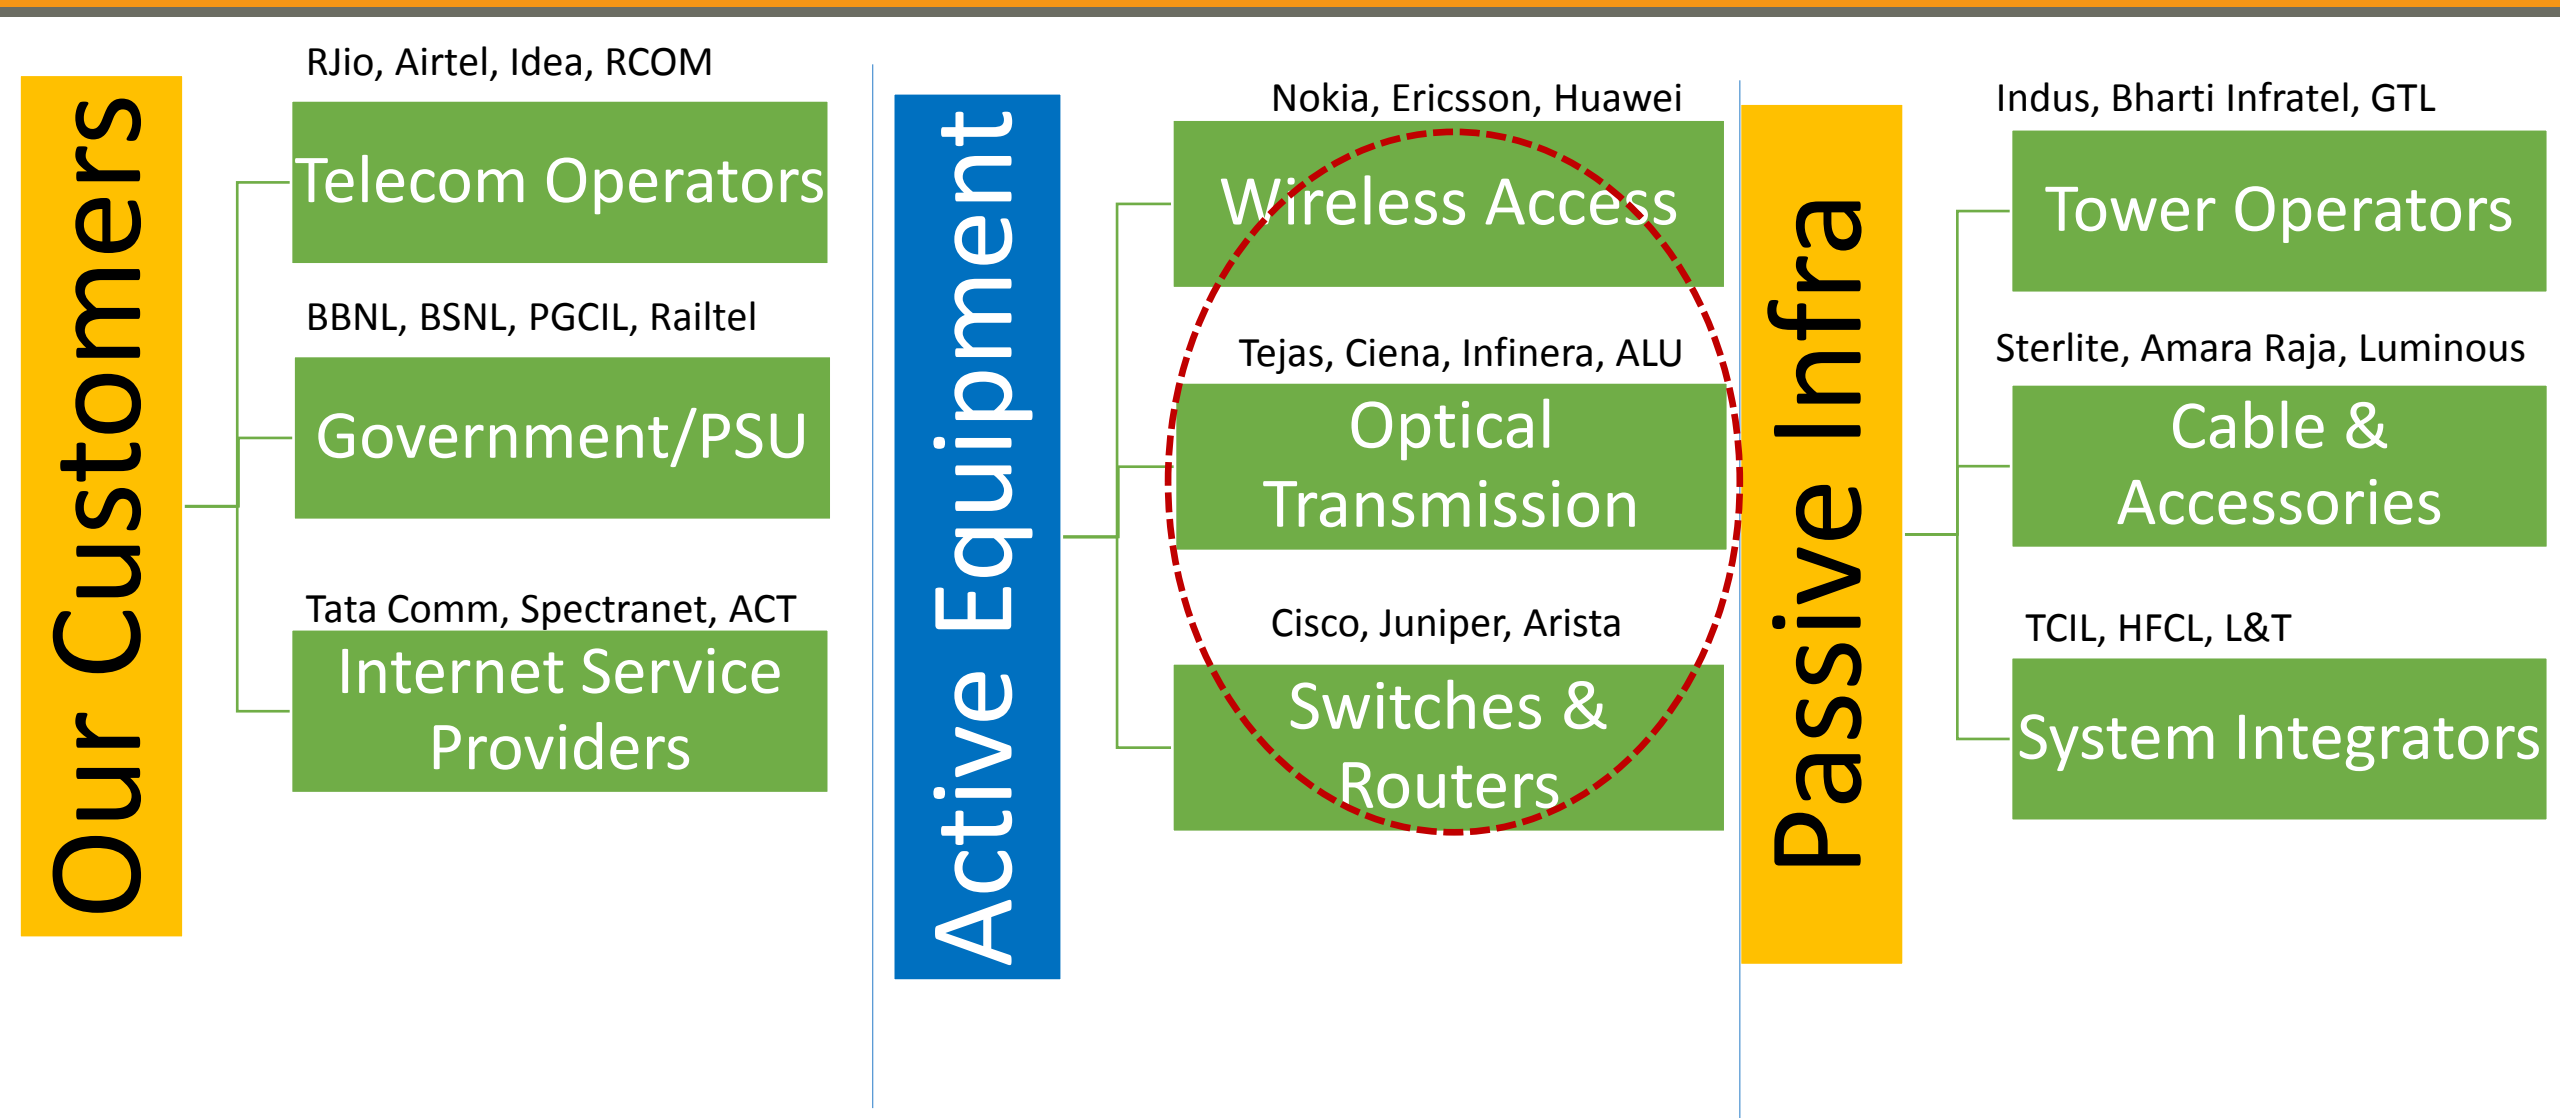 Our Customers
RJio, Airtel, Idea, RCOM
Telecom Operators
BBNL, BSNL, PGCIL, Railtel
Government/PSU
Tata Comm, Spectranet, ACT
Internet Service
Providers
Active Equipment
Nokia, Ericsson, Huawei
Wireless Access
Tejas, Ciena, Infinera, ALU
Optical
Transmission
Cisco, Juniper, Arista
Switches &
Routers
Passive Infra
Indus, Bharti Infratel, GTL
Tower Operators
Sterlite, Amara Raja, Luminous
Cable &
Accessories
TCIL, HFCL, L&T
System Integrators